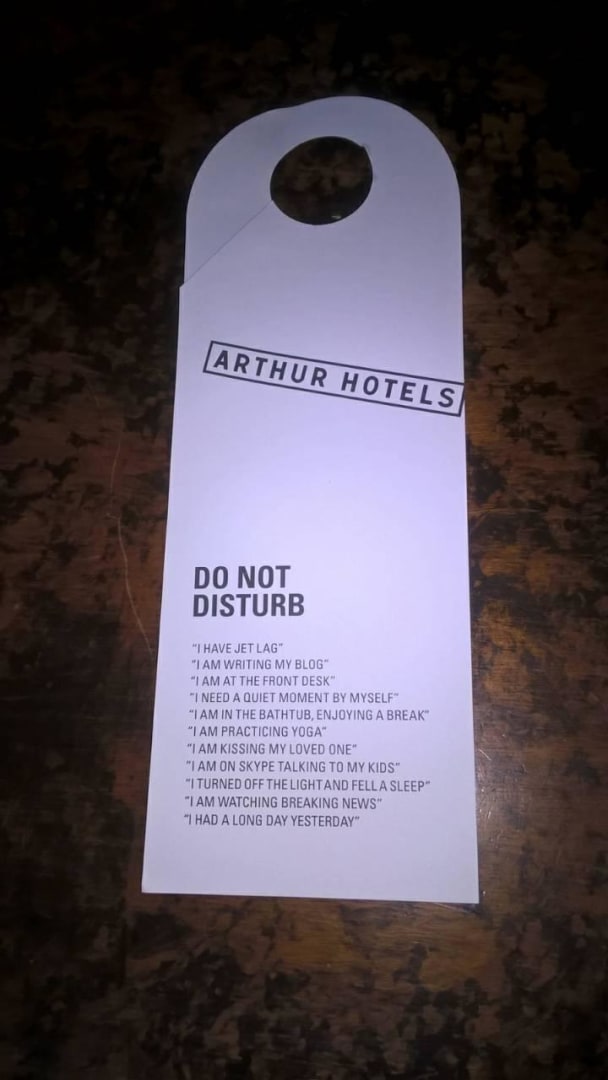 ARTHUR HOTELS
DO NOT
DISTURB
"I HAVE JET LAG"
"I AM WRITING MY BLOG"
"I AM AT THE FRONT DESK"
"I NEED A QUIET MOMENT BY MYSELF"
"I AM IN THE BATHTUB, ENJOYING A BREAK"
"I AM PRACTICING YOGA"
"I AM KISSING MY LOVED ONE"
"I AM ON SKYPE TALKING TO MY KIDS"
"I TURNED OFF THE LIGHT AND FELL A SLEEP"
"I AM WATCHING BREAKING NEWS"
"I HAD A LONG DAY YESTERDAY"